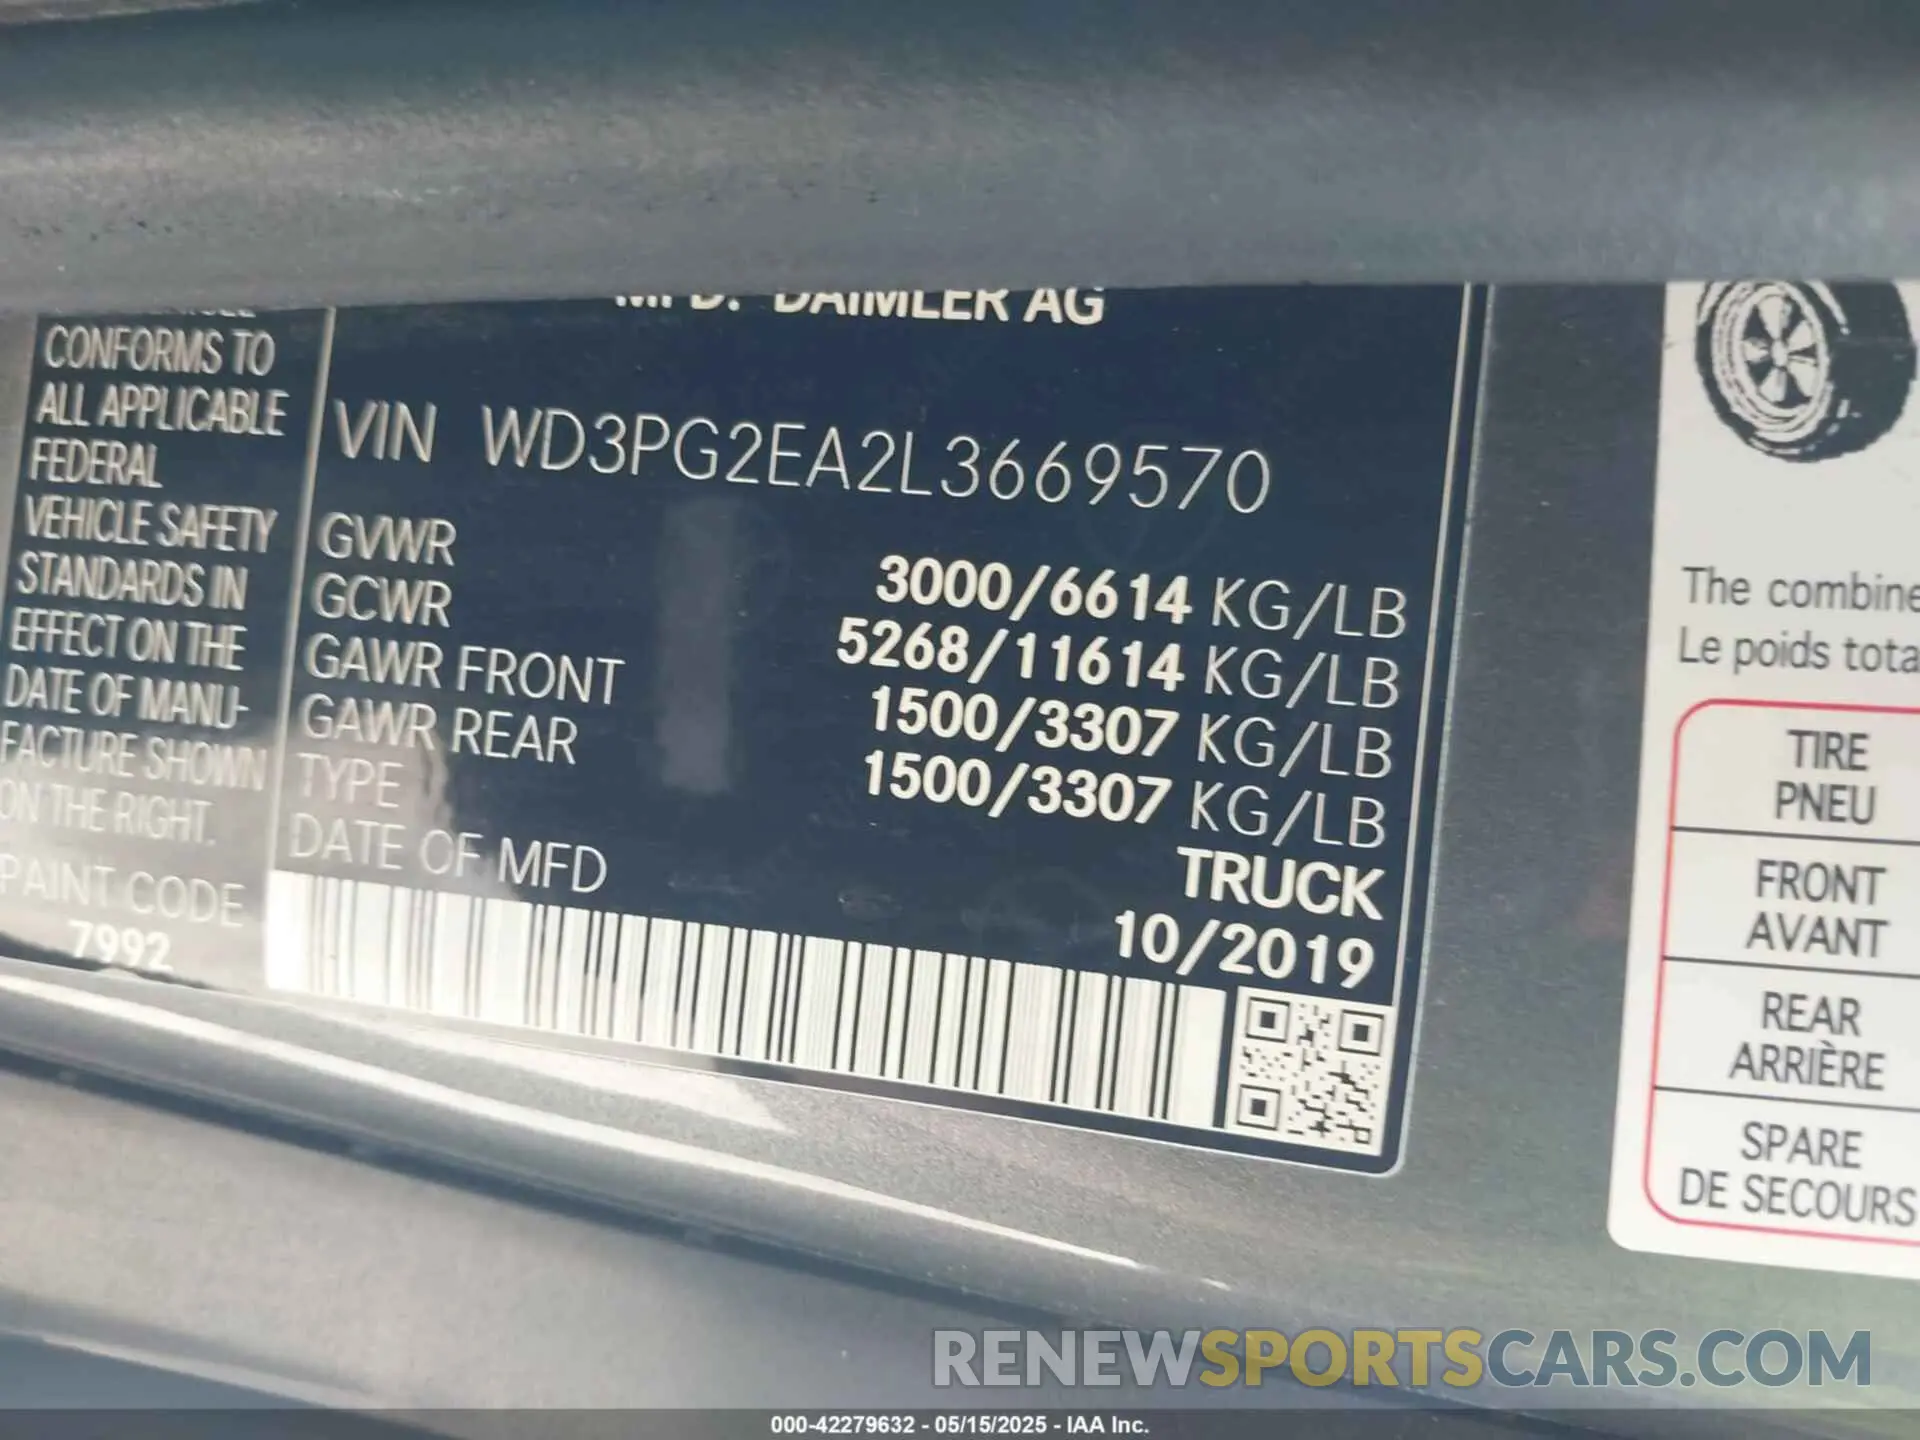 MFD. DAIMLER AG
CONFORMS TO
ALL APPLICABLE
FEDERAL
VEHICLE SAFETY
STANDARDS IN
EFFECT ON THE
DATE OF MANU-
FACTURE SHOWN
ON THE RIGHT.
PAINT CODE
7992
VIN WD3PG2EA2L3669570
GVWR 3000/6614 KG/LB
GCWR 5268/11614 KG/LB
GAWR FRONT 1500/3307 KG/LB
GAWR REAR 1500/3307 KG/LB
TYPE TRUCK
DATE OF MFD 10/2019
The combine
Le poids tota
TIRE
PNEU
FRONT
AVANT
REAR
ARRIÈRE
SPARE
DE SECOURS
RENEWSPORTSCARS.COM
000-42279632 - 05/15/2025 - IAA Inc.